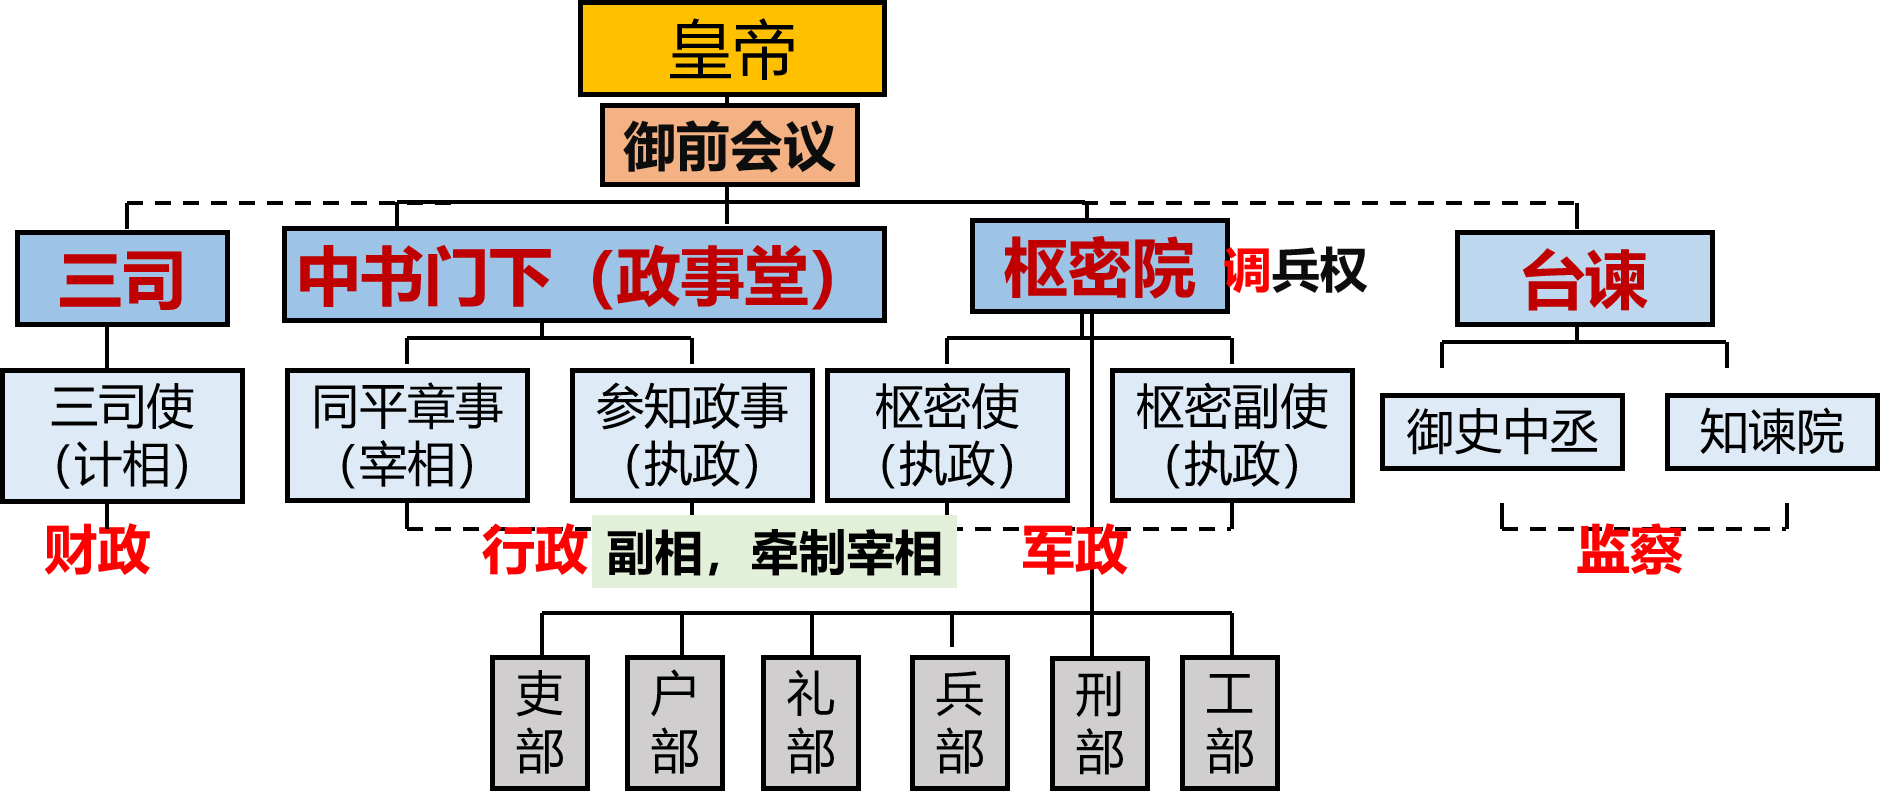 皇帝
御前会议
三司
中书门下（政事堂）
枢密院
调兵权
台谏
三司使
（计相）
同平章事
（宰相）
参知政事
（执政）
枢密使
（执政）
枢密副使
（执政）
御史中丞
知谏院
财政
行政
副相，牵制宰相
军政
监察
吏
部
户
部
礼
部
兵
部
刑
部
工
部